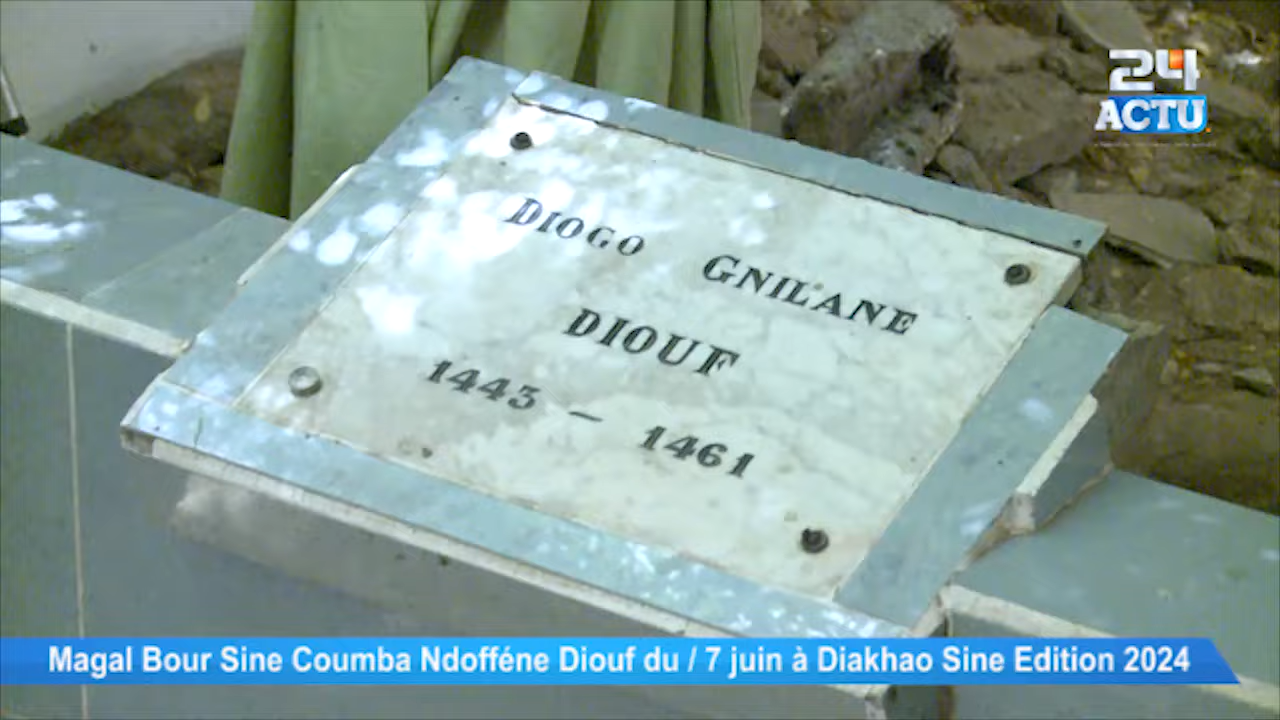 24
ACTU
DIOGO GNILANE
DIOUF
1443 – 1461
Magal Bour Sine Coumba Ndofféne Diouf du / 7 juin à Diakhao Sine Edition 2024